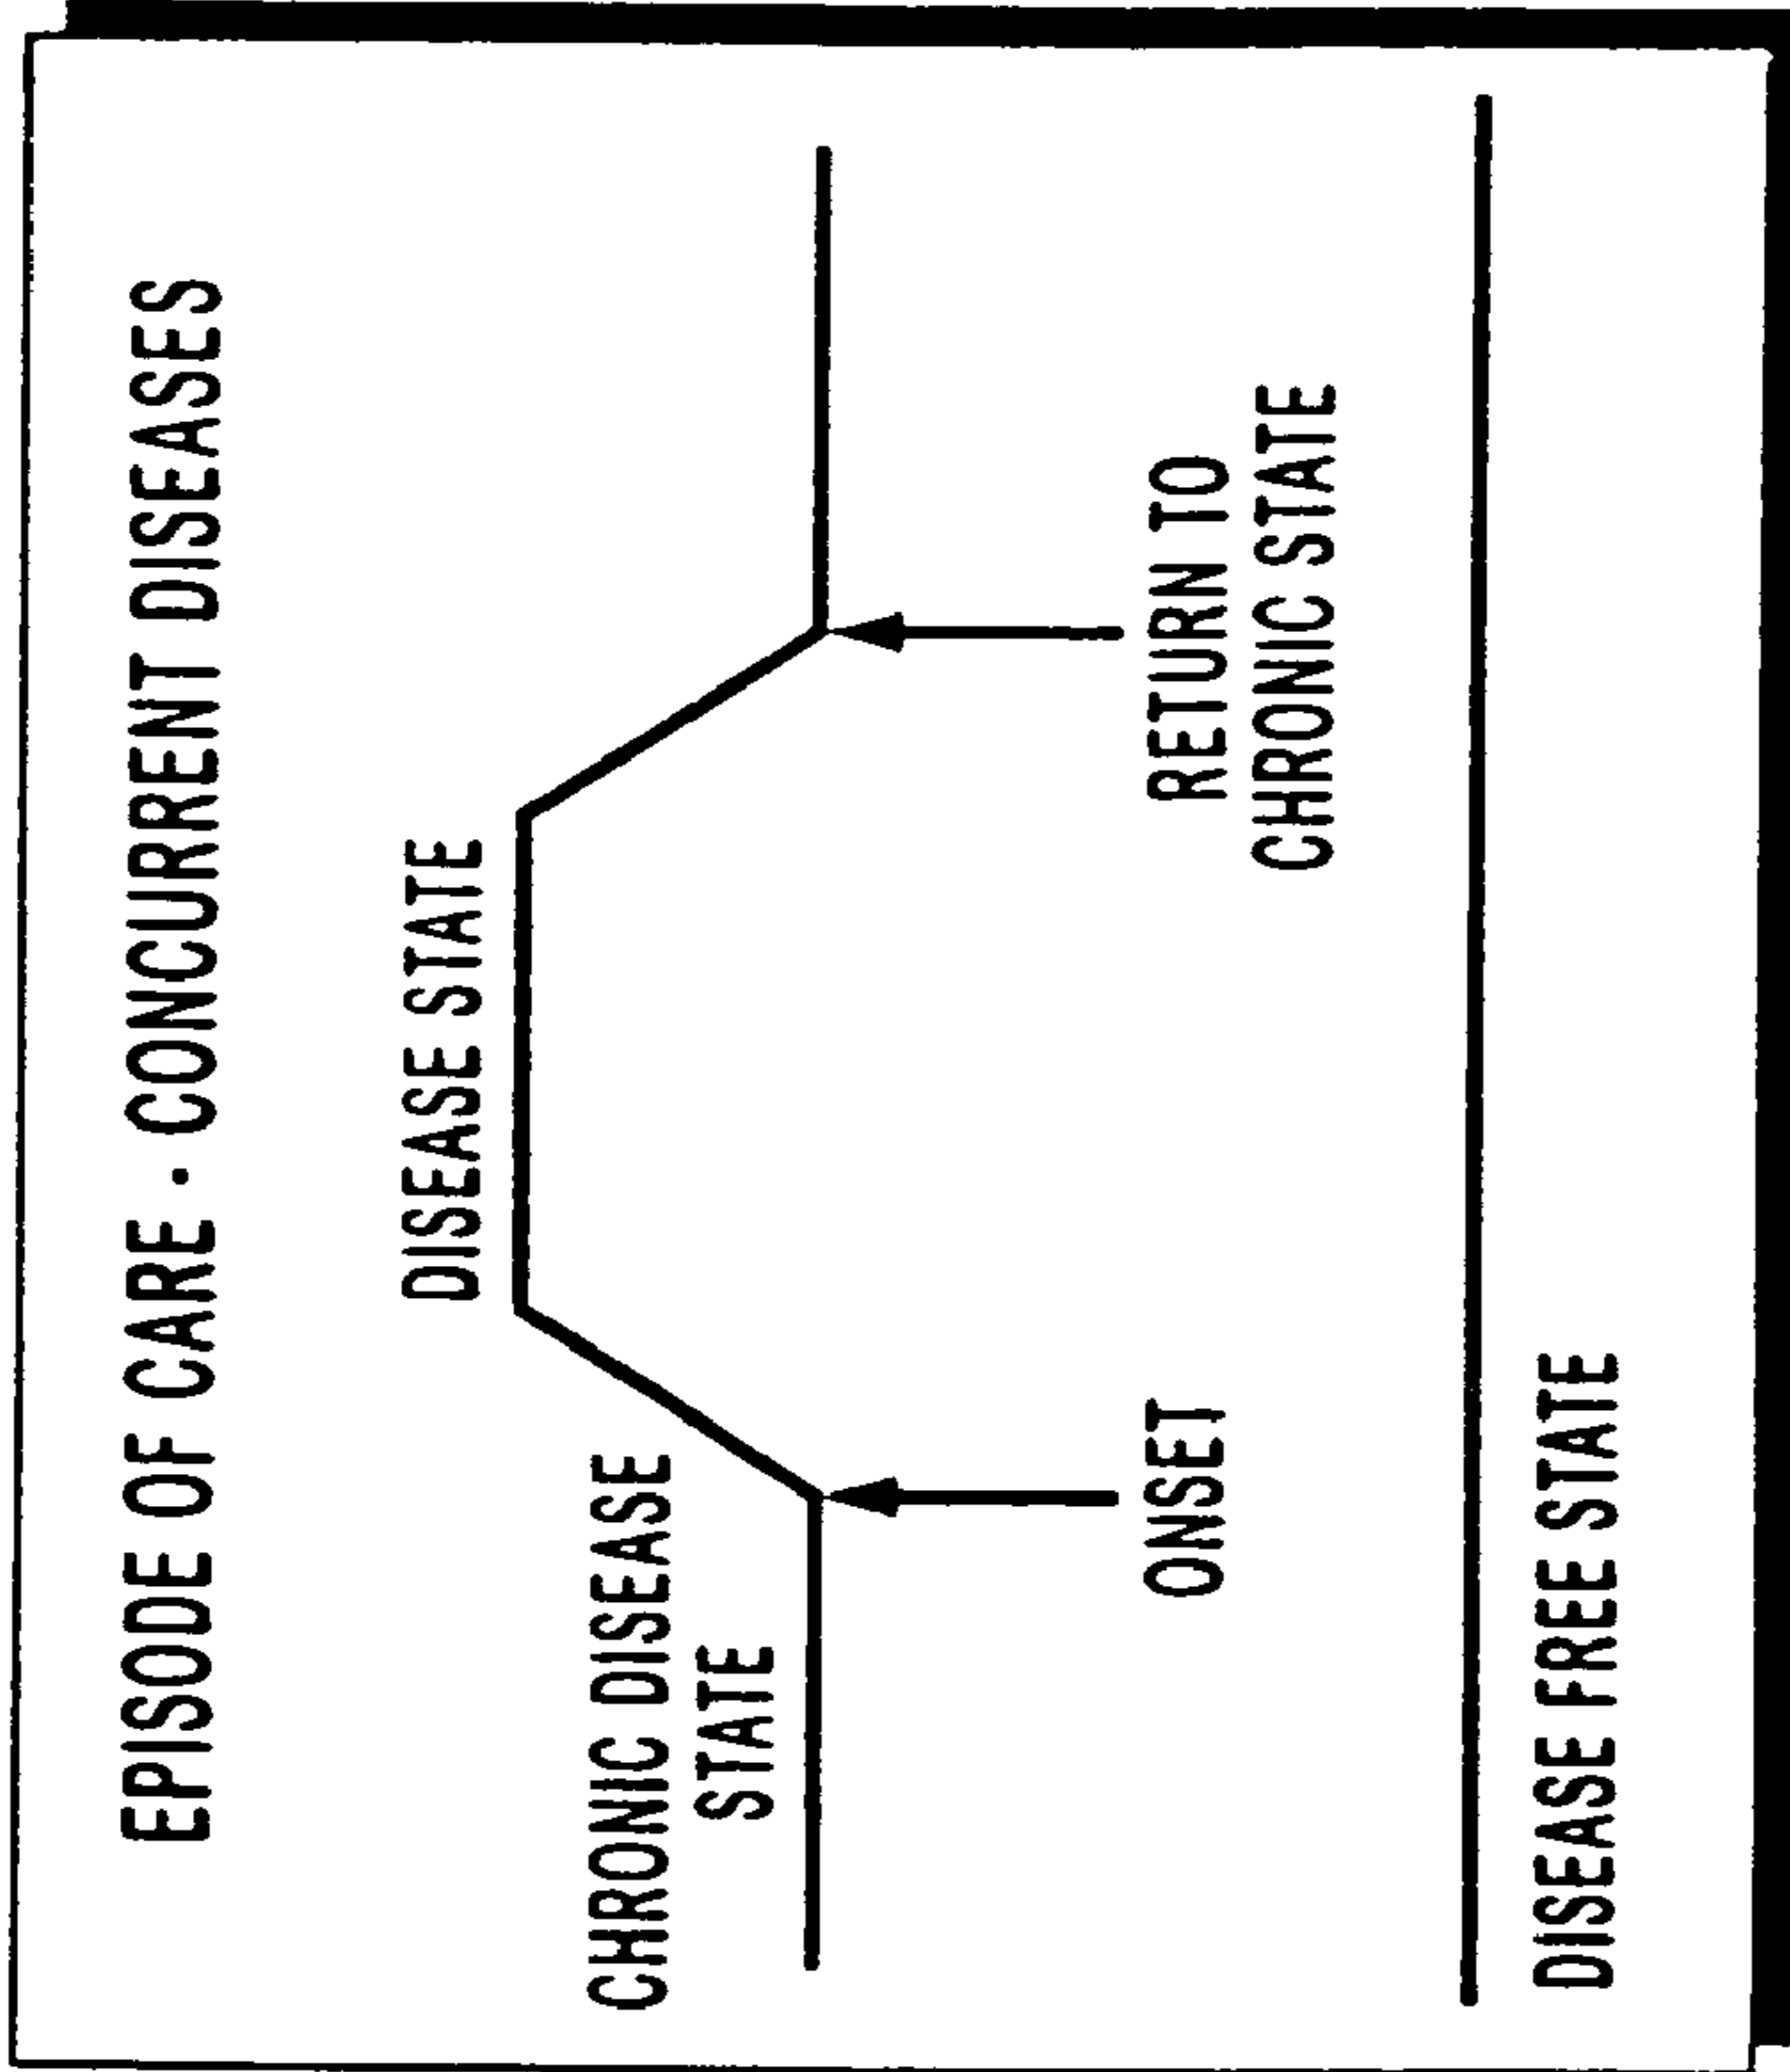 EPISODE OF CARE · CONCURRENT DISEASES
DISEASE STATE
CHRONIC DISEASE
STATE
ONSET
RETURN TO
CHRONIC STATE
DISEASE FREE STATE